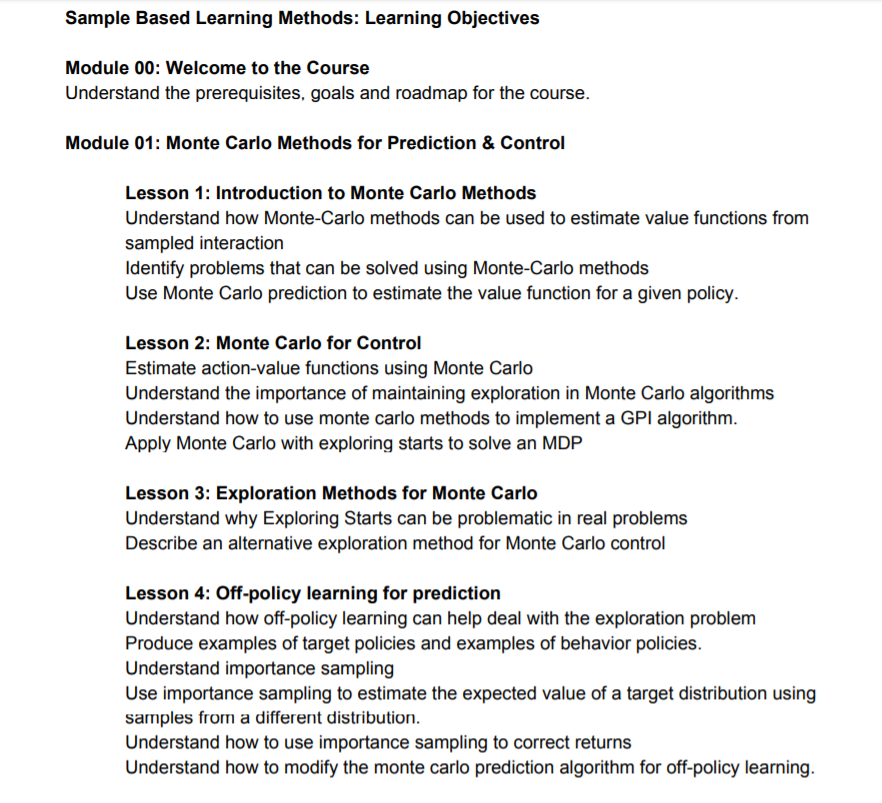 Sample Based Learning Methods: Learning Objectives
Module 00: Welcome to the Course
Understand the prerequisites, goals and roadmap for the course.
Module 01: Monte Carlo Methods for Prediction & Control
Lesson 1: Introduction to Monte Carlo Methods
Understand how Monte-Carlo methods can be used to estimate value functions from
sampled interaction
Identify problems that can be solved using Monte-Carlo methods
Use Monte Carlo prediction to estimate the value function for a given policy.
Lesson 2: Monte Carlo for Control
Estimate action-value functions using Monte Carlo
Understand the importance of maintaining exploration in Monte Carlo algorithms
Understand how to use monte carlo methods to implement a GPI algorithm.
Apply Monte Carlo with exploring starts to solve an MDP
Lesson 3: Exploration Methods for Monte Carlo
Understand why Exploring Starts can be problematic in real problems
Describe an alternative exploration method for Monte Carlo control
Lesson 4: Off-policy learning for prediction
Understand how off-policy learning can help deal with the exploration problem
Produce examples of target policies and examples of behavior policies.
Understand importance sampling
Use importance sampling to estimate the expected value of a target distribution using
samples from a different distribution.
Understand how to use importance sampling to correct returns
Understand how to modify the monte carlo prediction algorithm for off-policy learning.